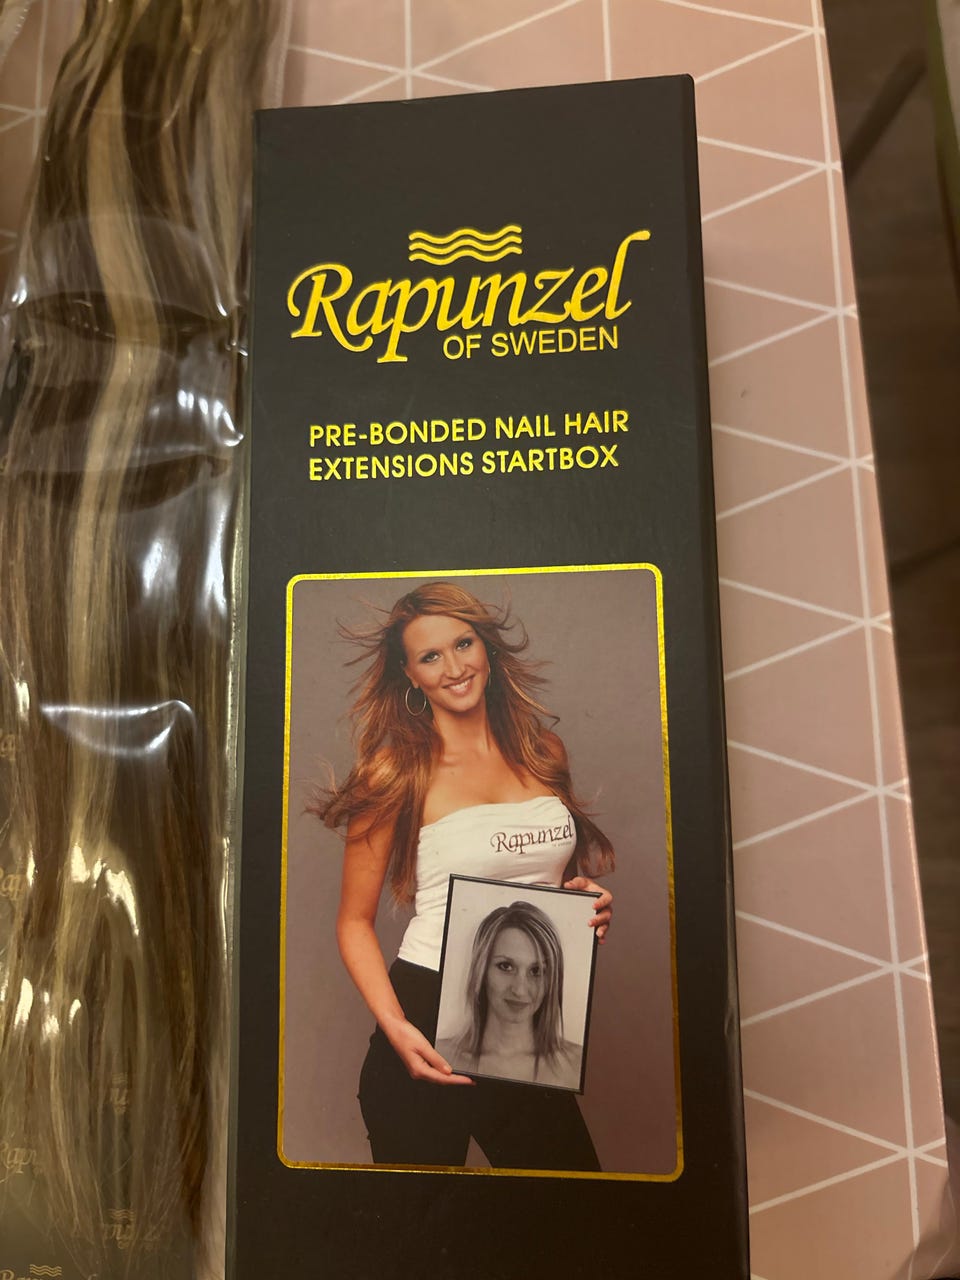 Rapunzel
OF SWEDEN
PRE-BONDED NAIL HAIR
EXTENSIONS STARTBOX
Rapunzel